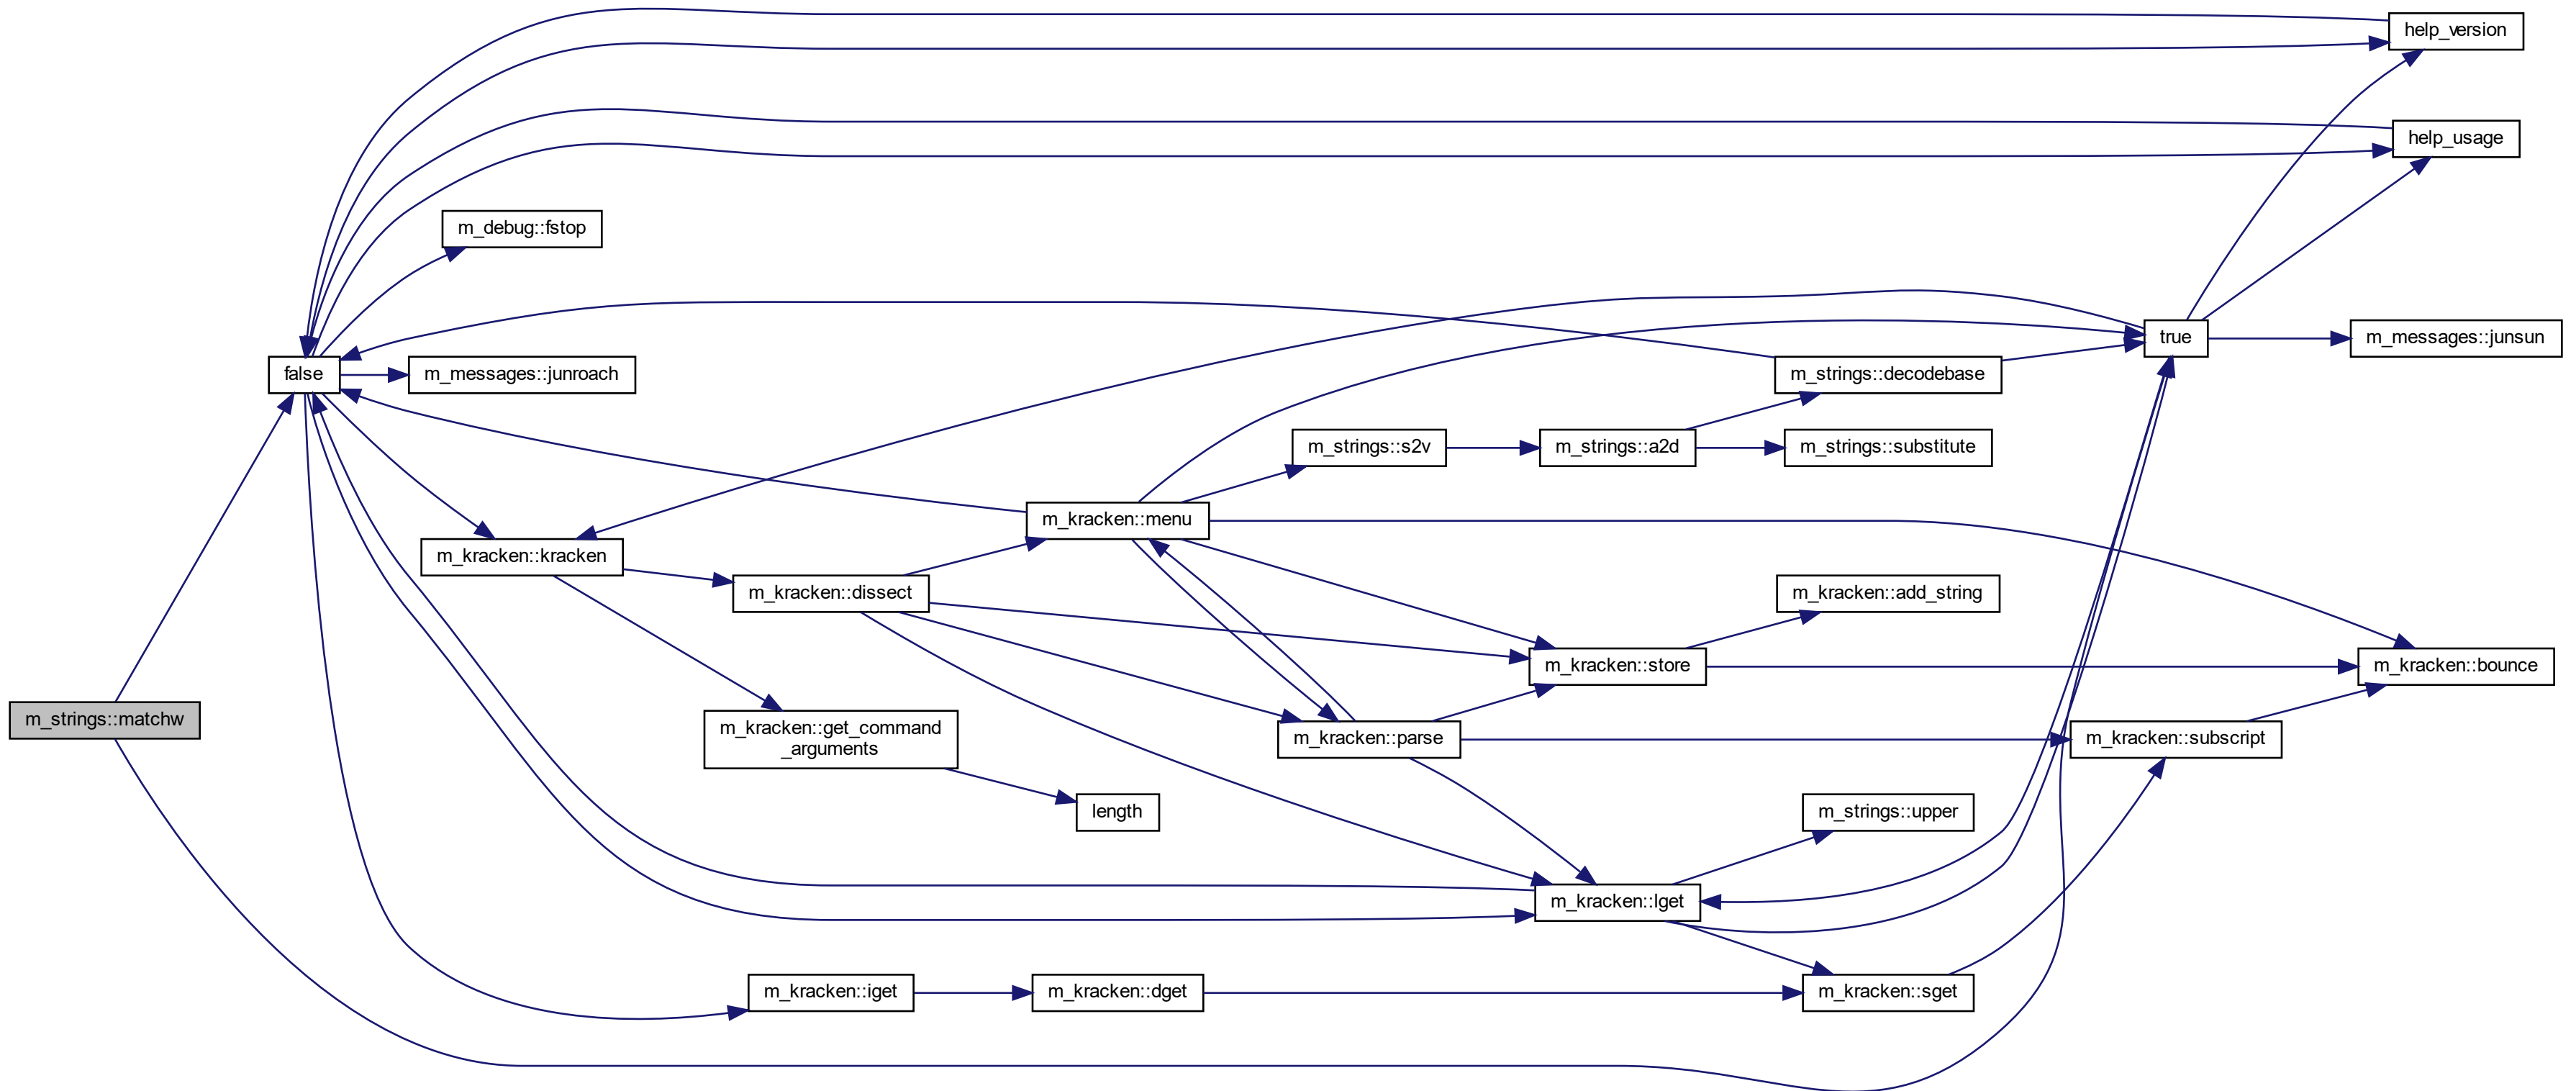 help_version
help_usage
m_debug::fstop
true
m_messages::junsun
false
m_messages::junroach
m_strings::decodebase
m_strings::s2v
m_strings::a2d
m_strings::substitute
m_kracken::menu
m_kracken::kracken
m_kracken::dissect
m_kracken::add_string
m_kracken::store
m_kracken::bounce
m_strings::matchw
m_kracken::get_command
_arguments
m_kracken::parse
m_kracken::subscript
length
m_strings::upper
m_kracken::lget
m_kracken::iget
m_kracken::dget
m_kracken::sget